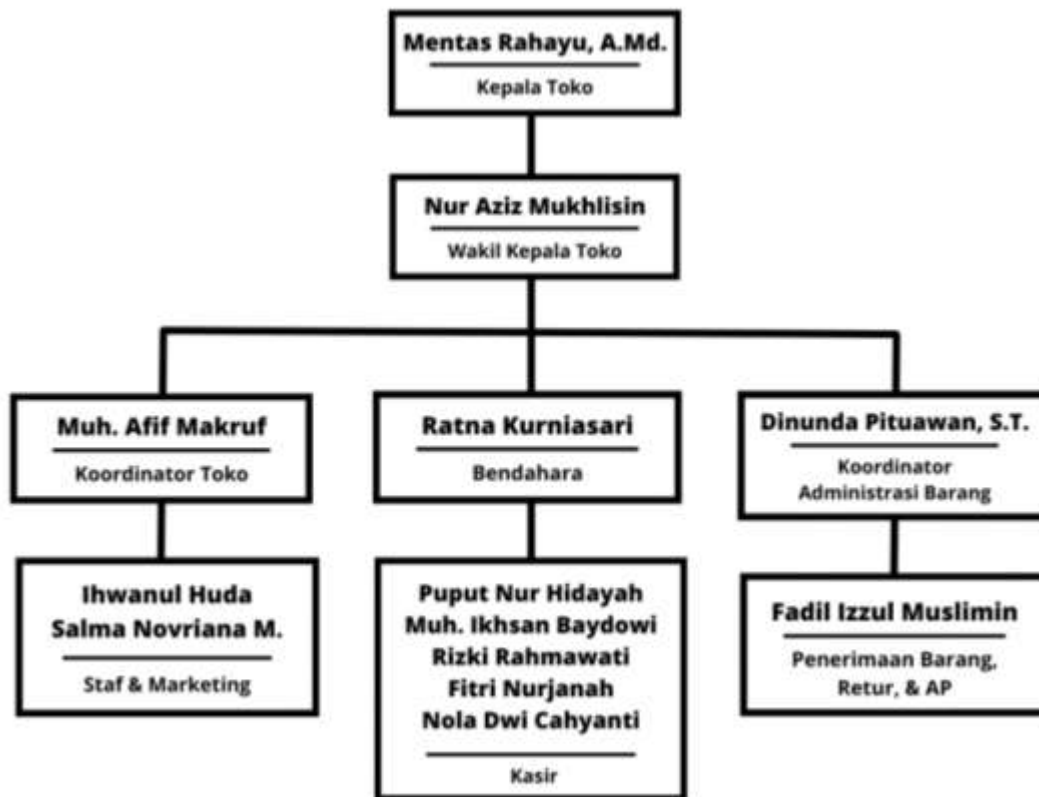 Mentas Rahayu, A.Md.
Kepala Toko
Nur Aziz Mukhlisin
Wakil Kepala Toko
Muh. Afif Makruf
Koordinator Toko
Ratna Kurniasari
Bendahara
Dinunda Pituawan, S.T.
Koordinator
Administrasi Barang
Ihwanul Huda
Salma Novriana M.
Staf & Marketing
Puput Nur Hidayah
Muh. Ikhsan Baydowi
Rizki Rahmawati
Fitri Nurjanah
Nola Dwi Cahyanti
Kasir
Fadil Izzul Muslimin
Penerimaan Barang,
Retur, & AP